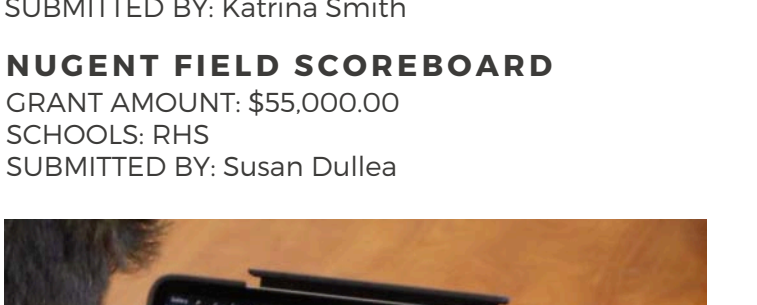 SUBMITTED BY: Katrina Smith
NUGENT FIELD SCOREBOARD
GRANT AMOUNT: $55,000.00
SCHOOLS: RHS
SUBMITTED BY: Susan Dullea